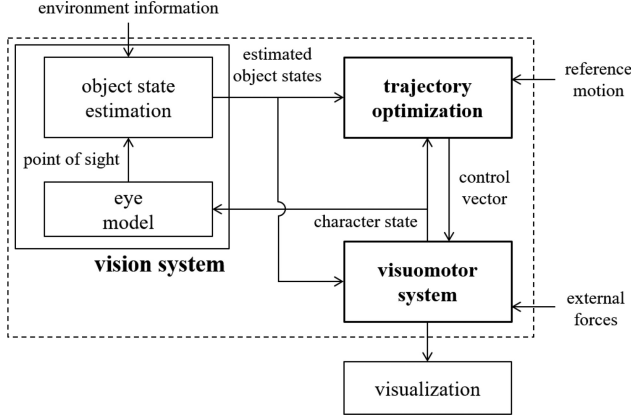 environment information
object state
estimation
estimated
object states
trajectory
optimization
reference
motion
point of sight
eye
model
vision system
character state
control
vector
visuomotor
system
external
forces
visualization